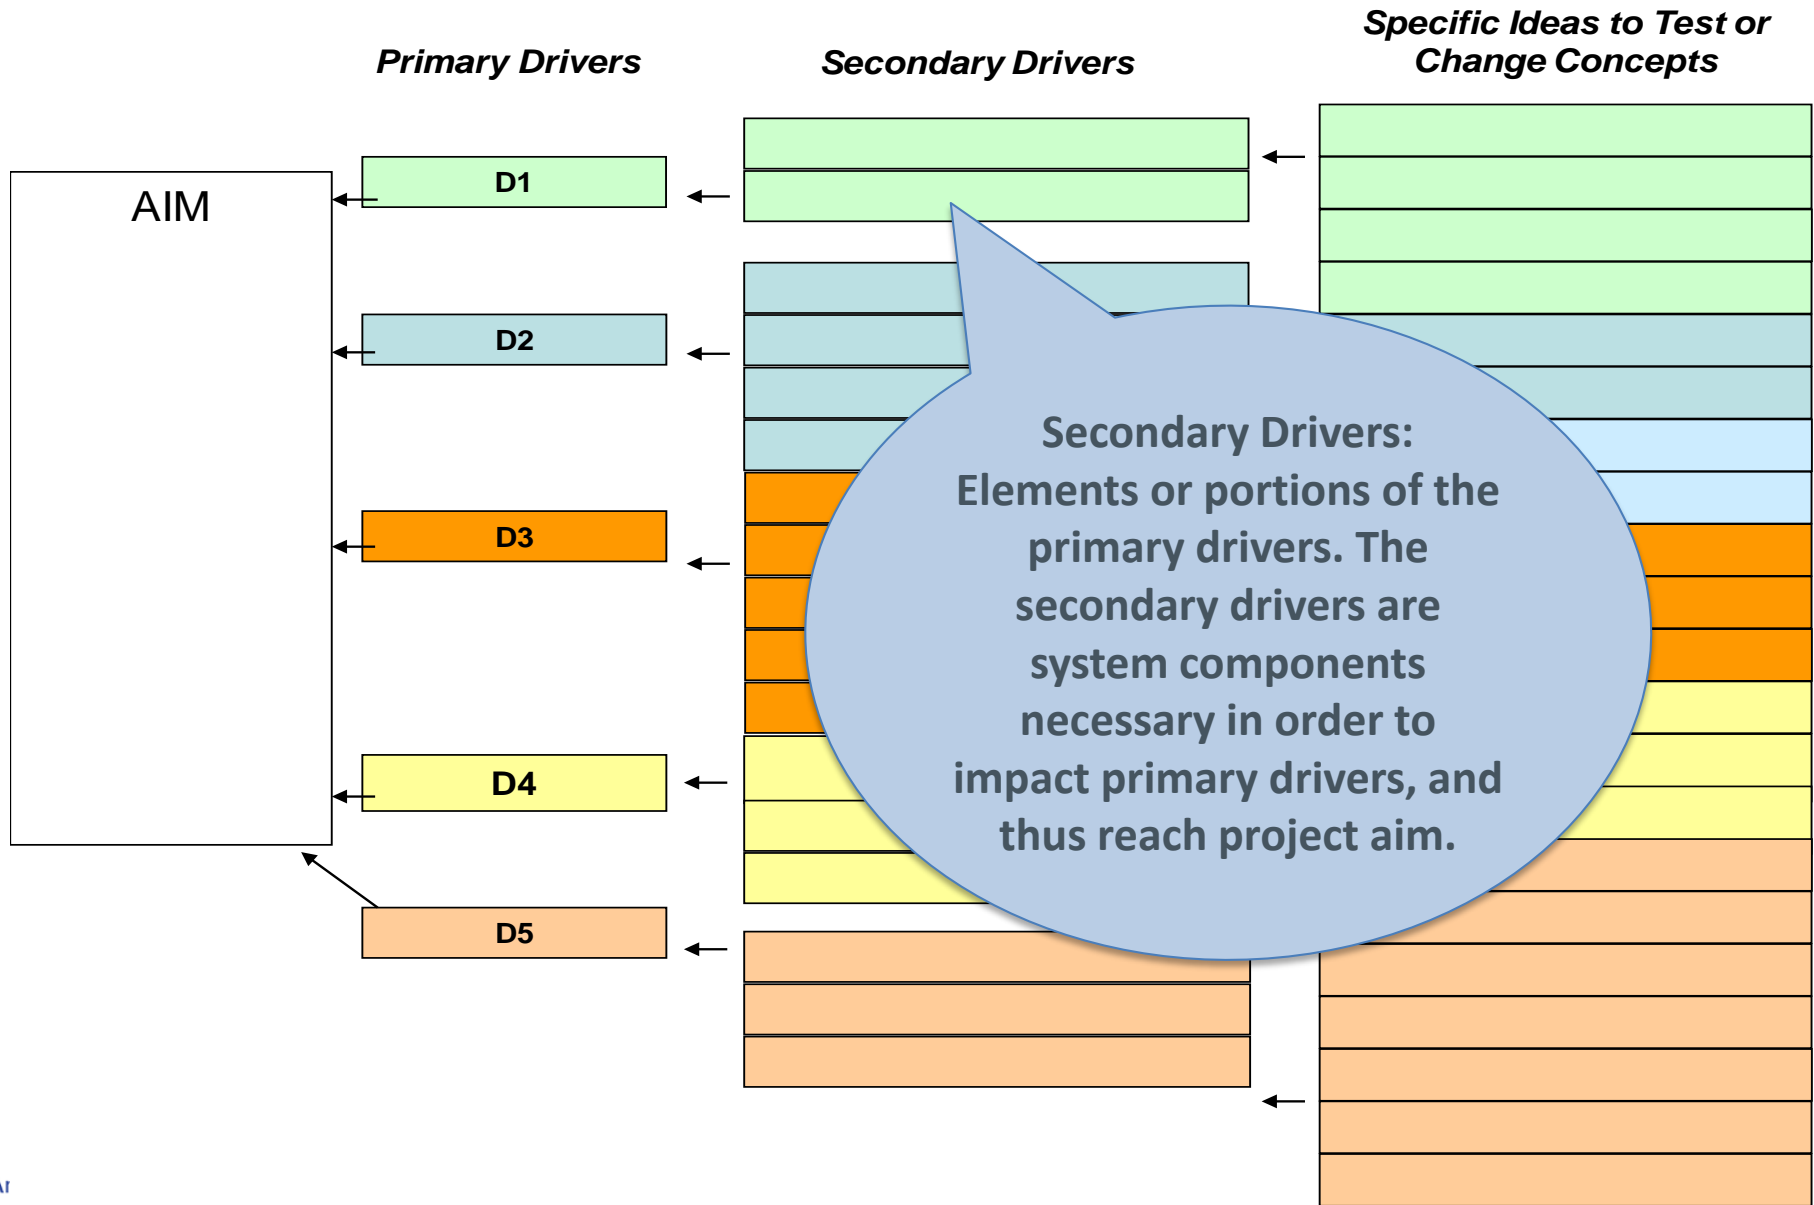 Specific Ideas to Test or
Change Concepts
Primary Drivers
Secondary Drivers
AIM
D1
D2
D3
D4
D5
Secondary Drivers:
Elements or portions of the
primary drivers. The
secondary drivers are
system components
necessary in order to
impact primary drivers, and
thus reach project aim.